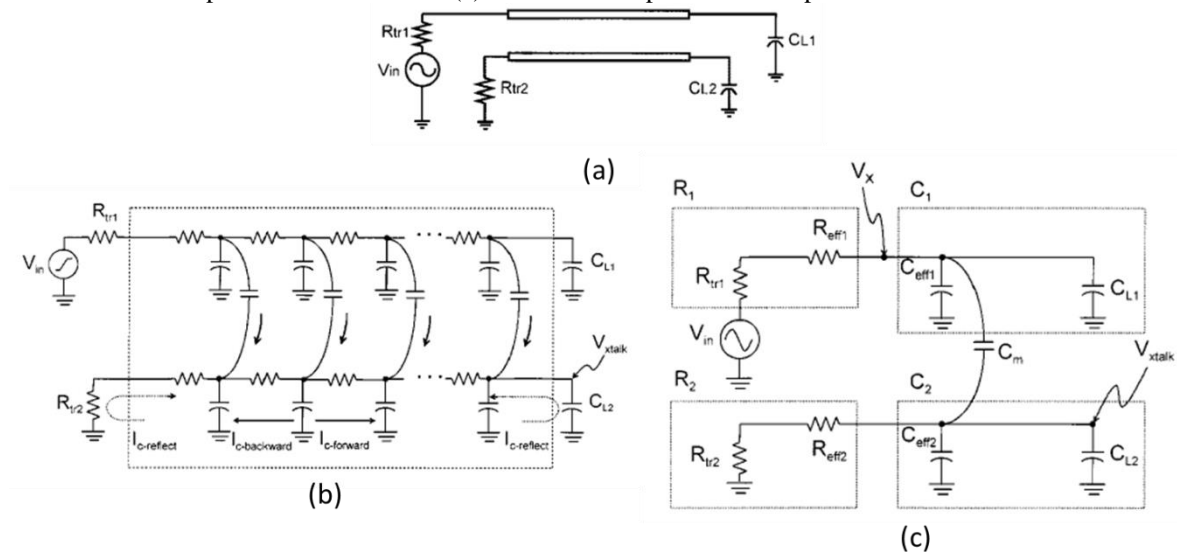 Rtr1
Vin
CL1
Rtr2
CL2
(a)
Rtr1
Vin
CL1
Vxtalk
Rtr2
CL2
Ic-reflect
Ic-backward
Ic-forward
Ic-reflect
(b)
VX
R1
C1
Reff1
Rtr1
Ceff1
CL1
Vin
Cm
Vxtalk
R2
C2
Rtr2
Reff2
Ceff2
CL2
(c)